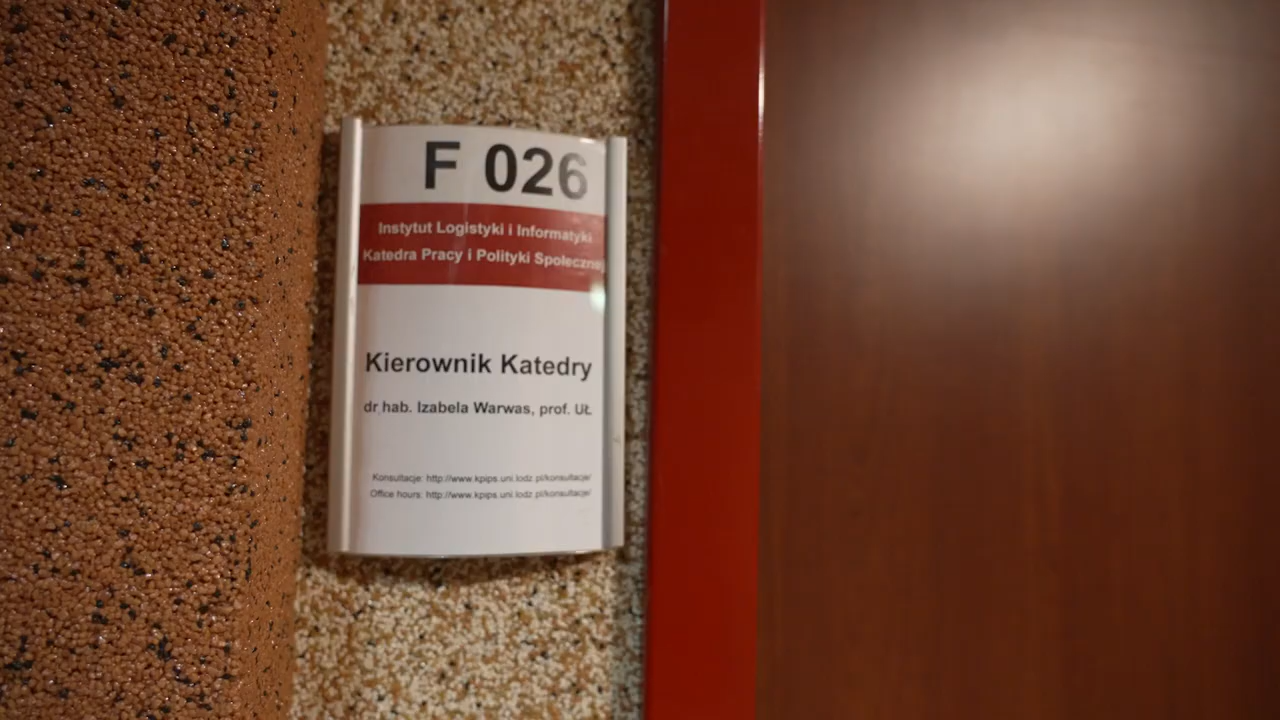 F 026
Instytut Logistyki i Informatyki
Katedra Pracy i Polityki Społecznej
Kierownik Katedry
dr hab. Izabela Warwas, prof. UŁ
Konsultacje: http://www.kpips.uni.lodz.pl/konsultacje/
Office hours: http://www.kpips.uni.lodz.pl/konsultacje/